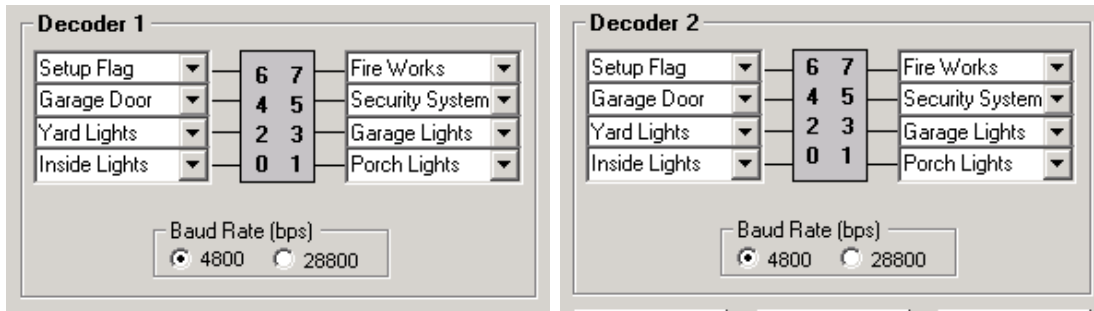 Decoder 1
Setup Flag 6 7 Fire Works
Garage Door 4 5 Security System
Yard Lights 2 3 Garage Lights
Inside Lights 0 1 Porch Lights
Baud Rate (bps)
4800 28800
Decoder 2
Setup Flag 6 7 Fire Works
Garage Door 4 5 Security System
Yard Lights 2 3 Garage Lights
Inside Lights 0 1 Porch Lights
Baud Rate (bps)
4800 28800